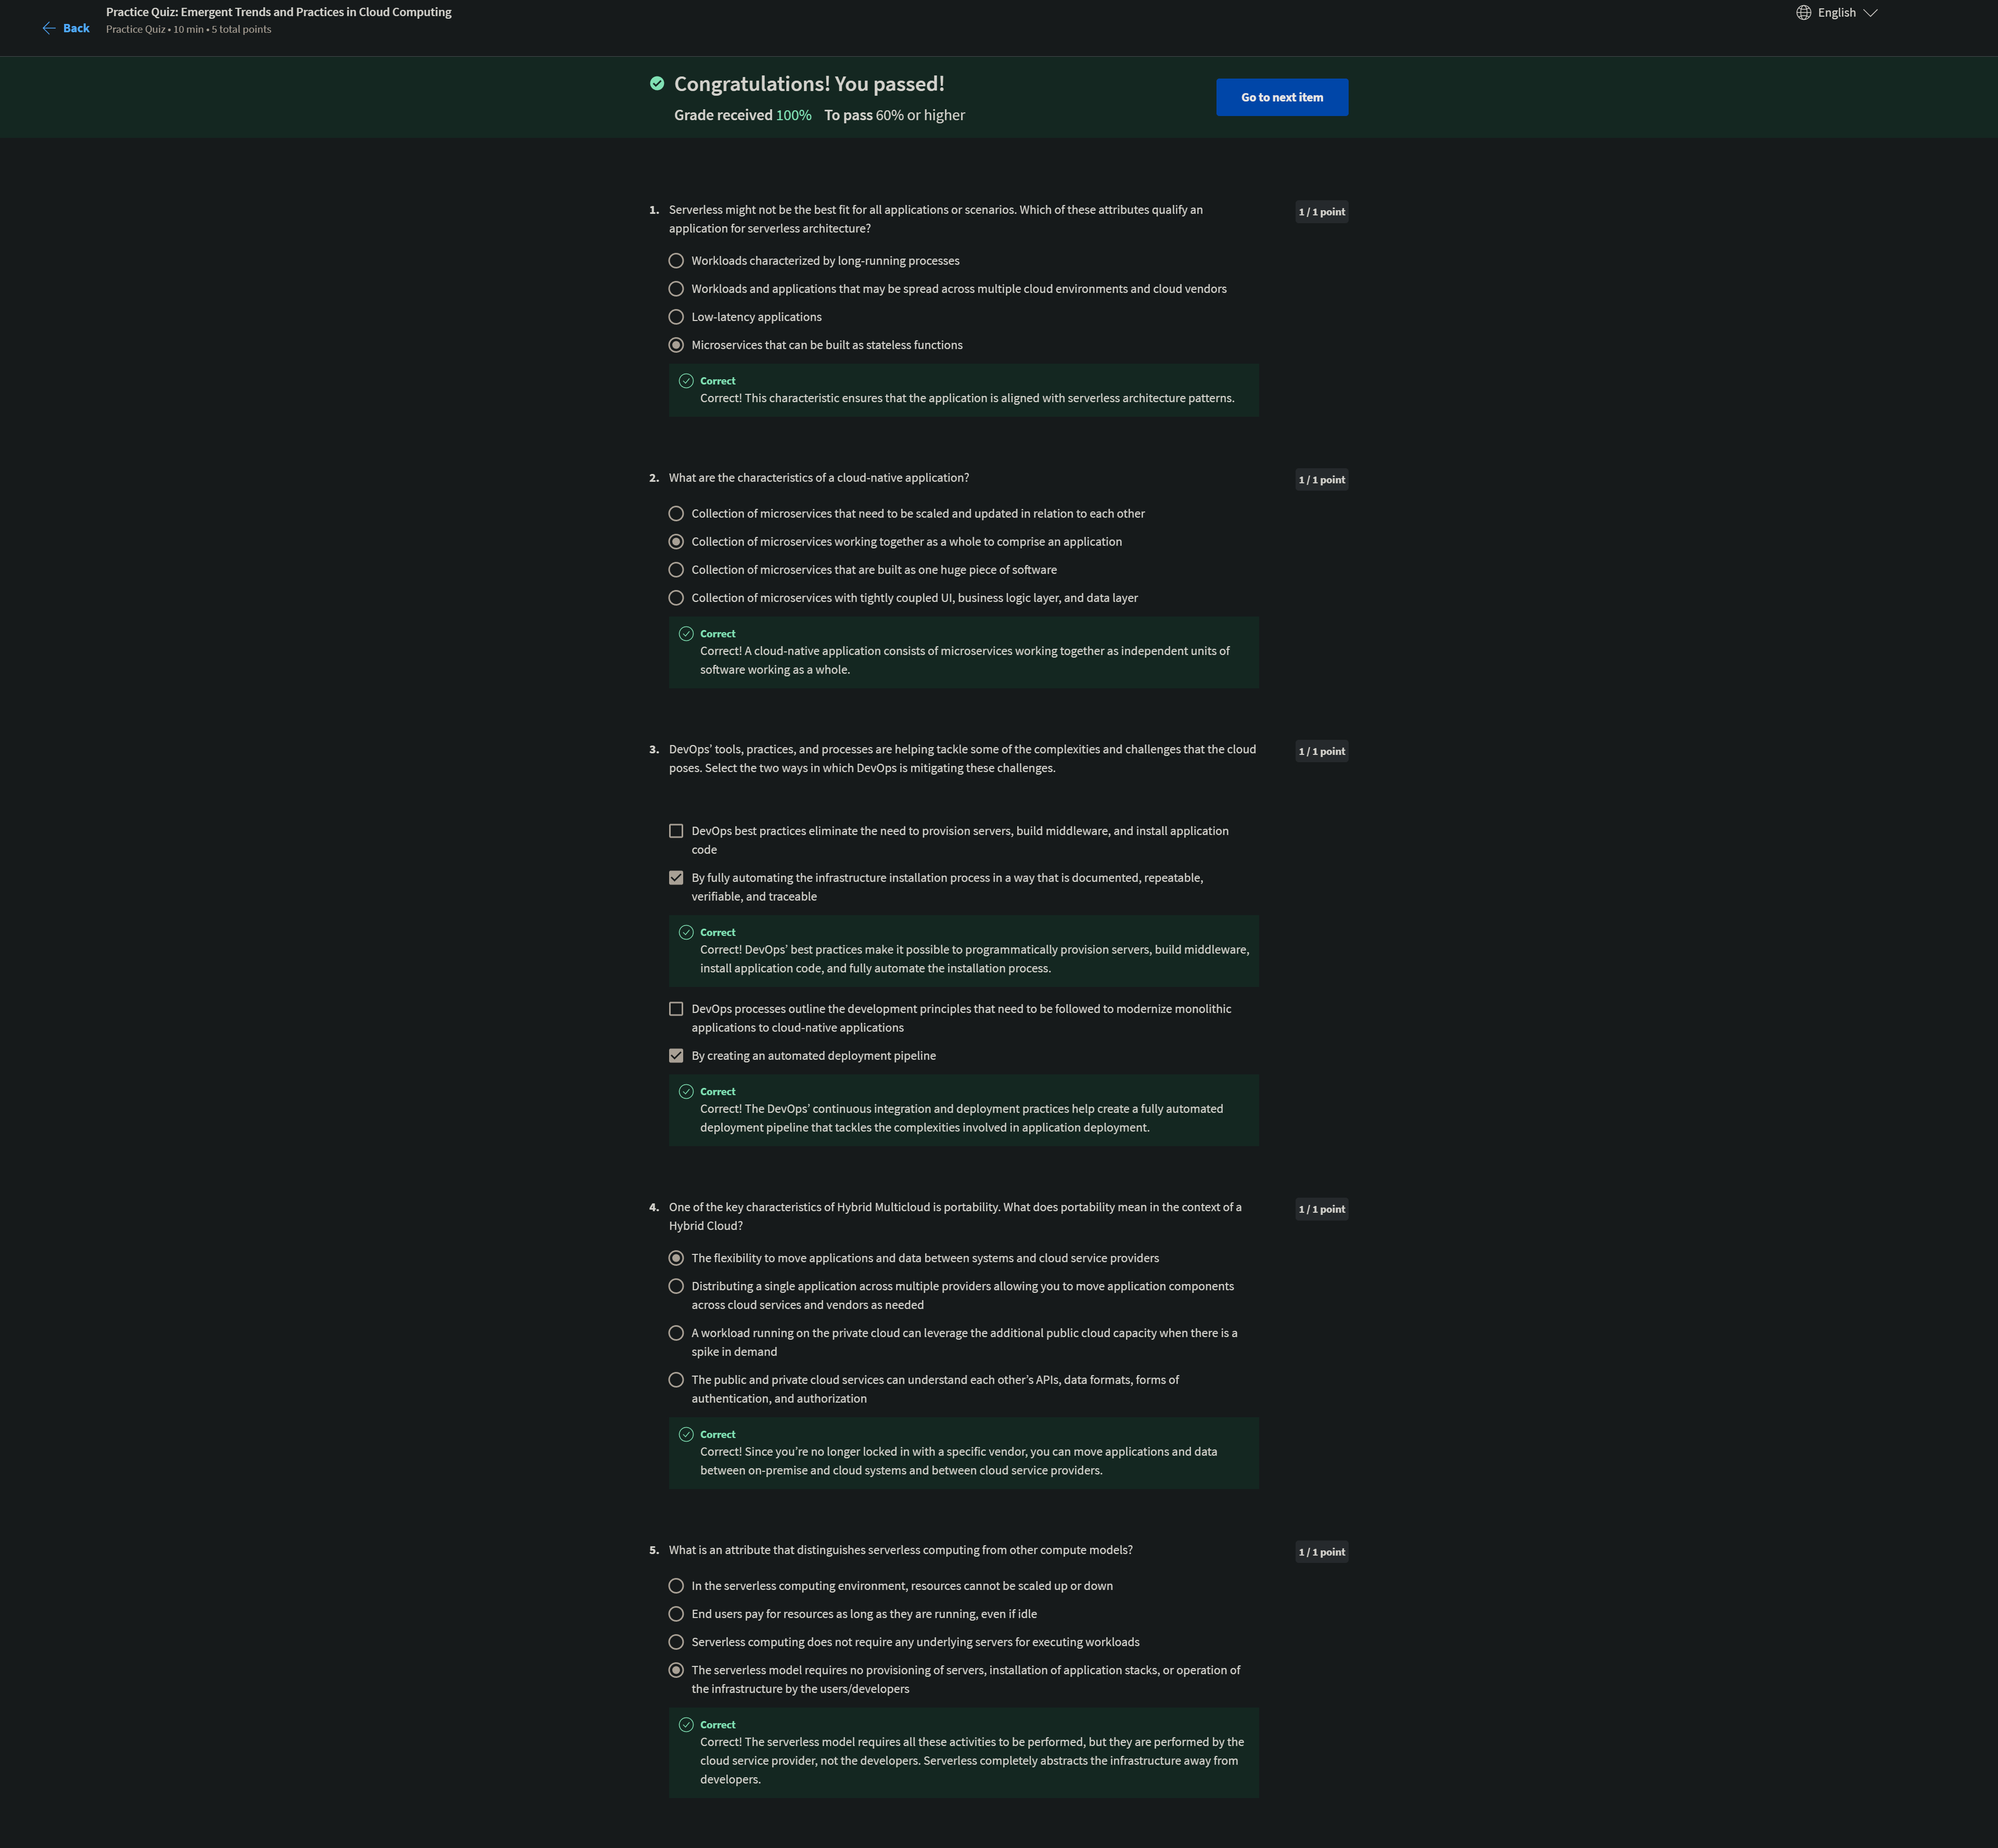 Back
Practice Quiz: Emergent Trends and Practices in Cloud Computing
Practice Quiz • 10 min • 5 total points
English
Congratulations! You passed!
Grade received 100% To pass 60% or higher
Go to next item
1. Serverless might not be the best fit for all applications or scenarios. Which of these attributes qualify an
application for serverless architecture?
1 / 1 point
Workloads characterized by long-running processes
Workloads and applications that may be spread across multiple cloud environments and cloud vendors
Low-latency applications
Microservices that can be built as stateless functions
Correct
Correct! This characteristic ensures that the application is aligned with serverless architecture patterns.
2. What are the characteristics of a cloud-native application?
1 / 1 point
Collection of microservices that need to be scaled and updated in relation to each other
Collection of microservices working together as a whole to comprise an application
Collection of microservices that are built as one huge piece of software
Collection of microservices with tightly coupled UI, business logic layer, and data layer
Correct
Correct! A cloud-native application consists of microservices working together as independent units of
software working as a whole.
3. DevOps’ tools, practices, and processes are helping tackle some of the complexities and challenges that the cloud
poses. Select the two ways in which DevOps is mitigating these challenges.
1 / 1 point
DevOps best practices eliminate the need to provision servers, build middleware, and install application
code
By fully automating the infrastructure installation process in a way that is documented, repeatable,
verifiable, and traceable
Correct
Correct! DevOps’ best practices make it possible to programmatically provision servers, build middleware,
install application code, and fully automate the installation process.
DevOps processes outline the development principles that need to be followed to modernize monolithic
applications to cloud-native applications
By creating an automated deployment pipeline
Correct
Correct! The DevOps’ continuous integration and deployment practices help create a fully automated
deployment pipeline that tackles the complexities involved in application deployment.
4. One of the key characteristics of Hybrid Multicloud is portability. What does portability mean in the context of a
Hybrid Cloud?
1 / 1 point
The flexibility to move applications and data between systems and cloud service providers
Distributing a single application across multiple providers allowing you to move application components
across cloud services and vendors as needed
A workload running on the private cloud can leverage the additional public cloud capacity when there is a
spike in demand
The public and private cloud services can understand each other’s APIs, data formats, forms of
authentication, and authorization
Correct
Correct! Since you’re no longer locked in with a specific vendor, you can move applications and data
between on-premise and cloud systems and between cloud service providers.
5. What is an attribute that distinguishes serverless computing from other compute models?
1 / 1 point
In the serverless computing environment, resources cannot be scaled up or down
End users pay for resources as long as they are running, even if idle
Serverless computing does not require any underlying servers for executing workloads
The serverless model requires no provisioning of servers, installation of application stacks, or operation of
the infrastructure by the users/developers
Correct
Correct! The serverless model requires all these activities to be performed, but they are performed by the
cloud service provider, not the developers. Serverless completely abstracts the infrastructure away from
developers.